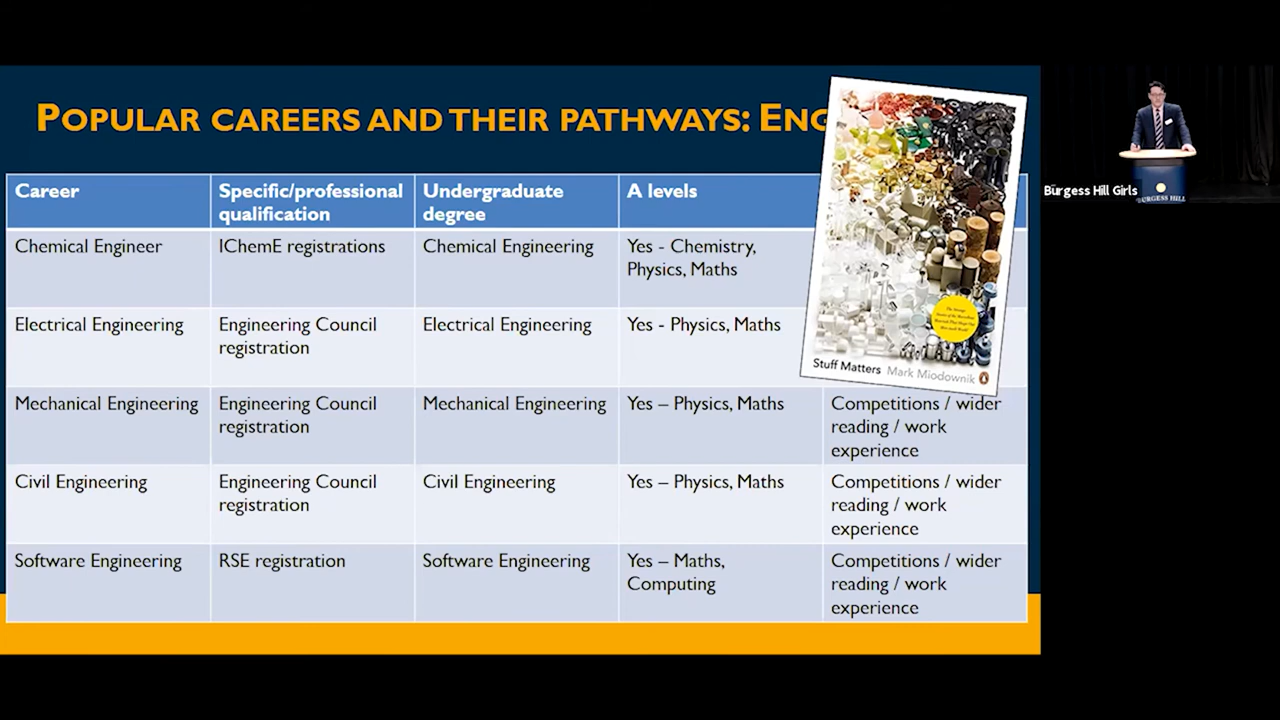 POPULAR CAREERS AND THEIR PATHWAYS: ENG
Career
Specific/professional
qualification
Undergraduate
degree
A levels
Chemical Engineer
IChemE registrations
Chemical Engineering
Yes - Chemistry,
Physics, Maths
Electrical Engineering
Engineering Council
registration
Electrical Engineering
Yes - Physics, Maths
Mechanical Engineering
Engineering Council
registration
Mechanical Engineering
Yes – Physics, Maths
Competitions / wider
reading / work
experience
Civil Engineering
Engineering Council
registration
Civil Engineering
Yes – Physics, Maths
Competitions / wider
reading / work
experience
Software Engineering
RSE registration
Software Engineering
Yes – Maths,
Computing
Competitions / wider
reading / work
experience
Stuff Matters Mark Miodownik
Burgess Hill Girls
BURGESS HILL